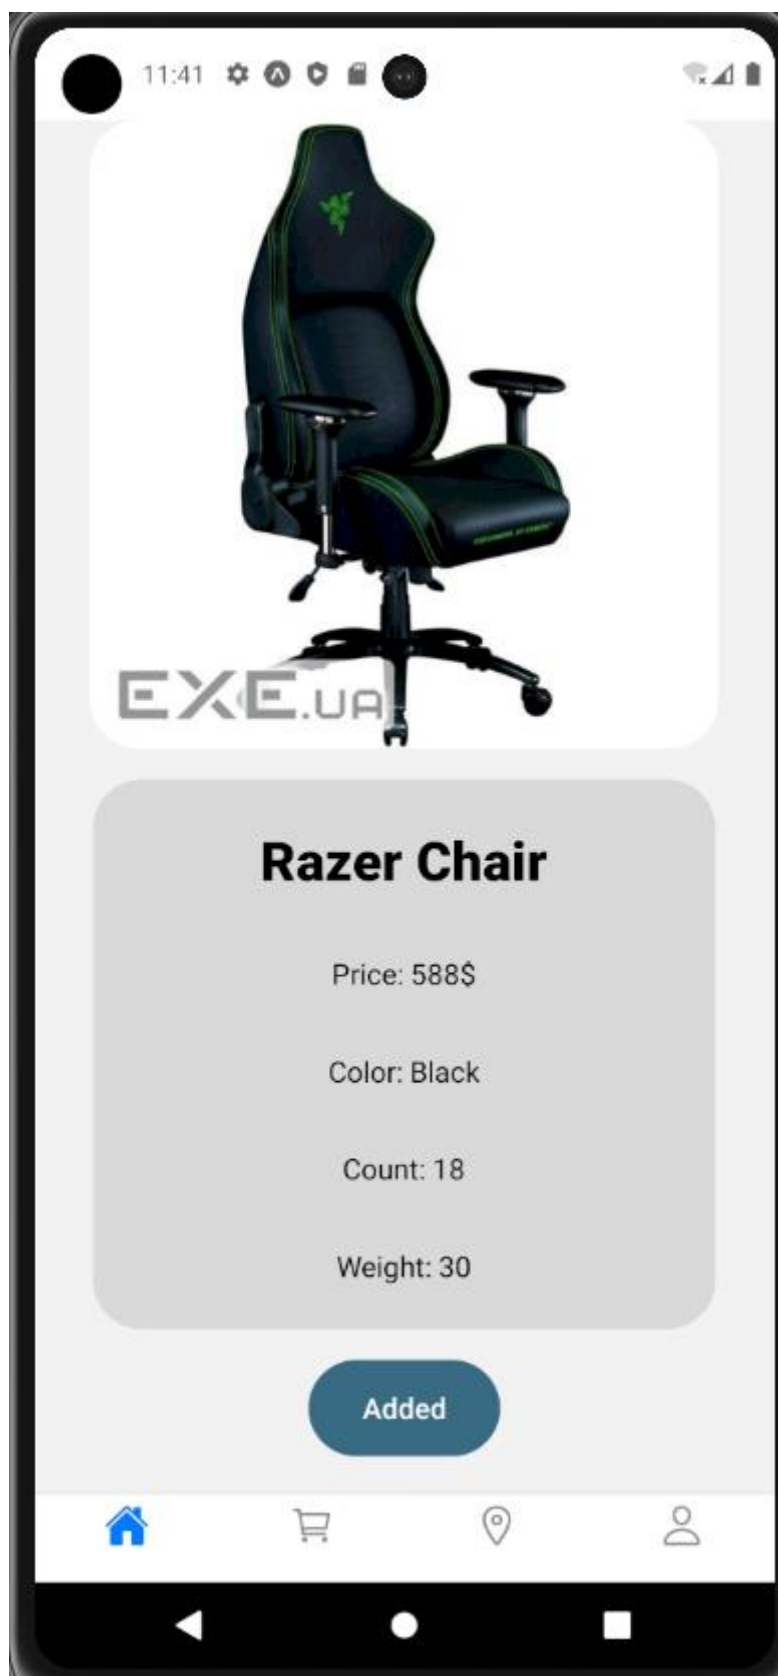 11:41
EXE.UA
Razer Chair
Price: 588$
Color: Black
Count: 18
Weight: 30
Added